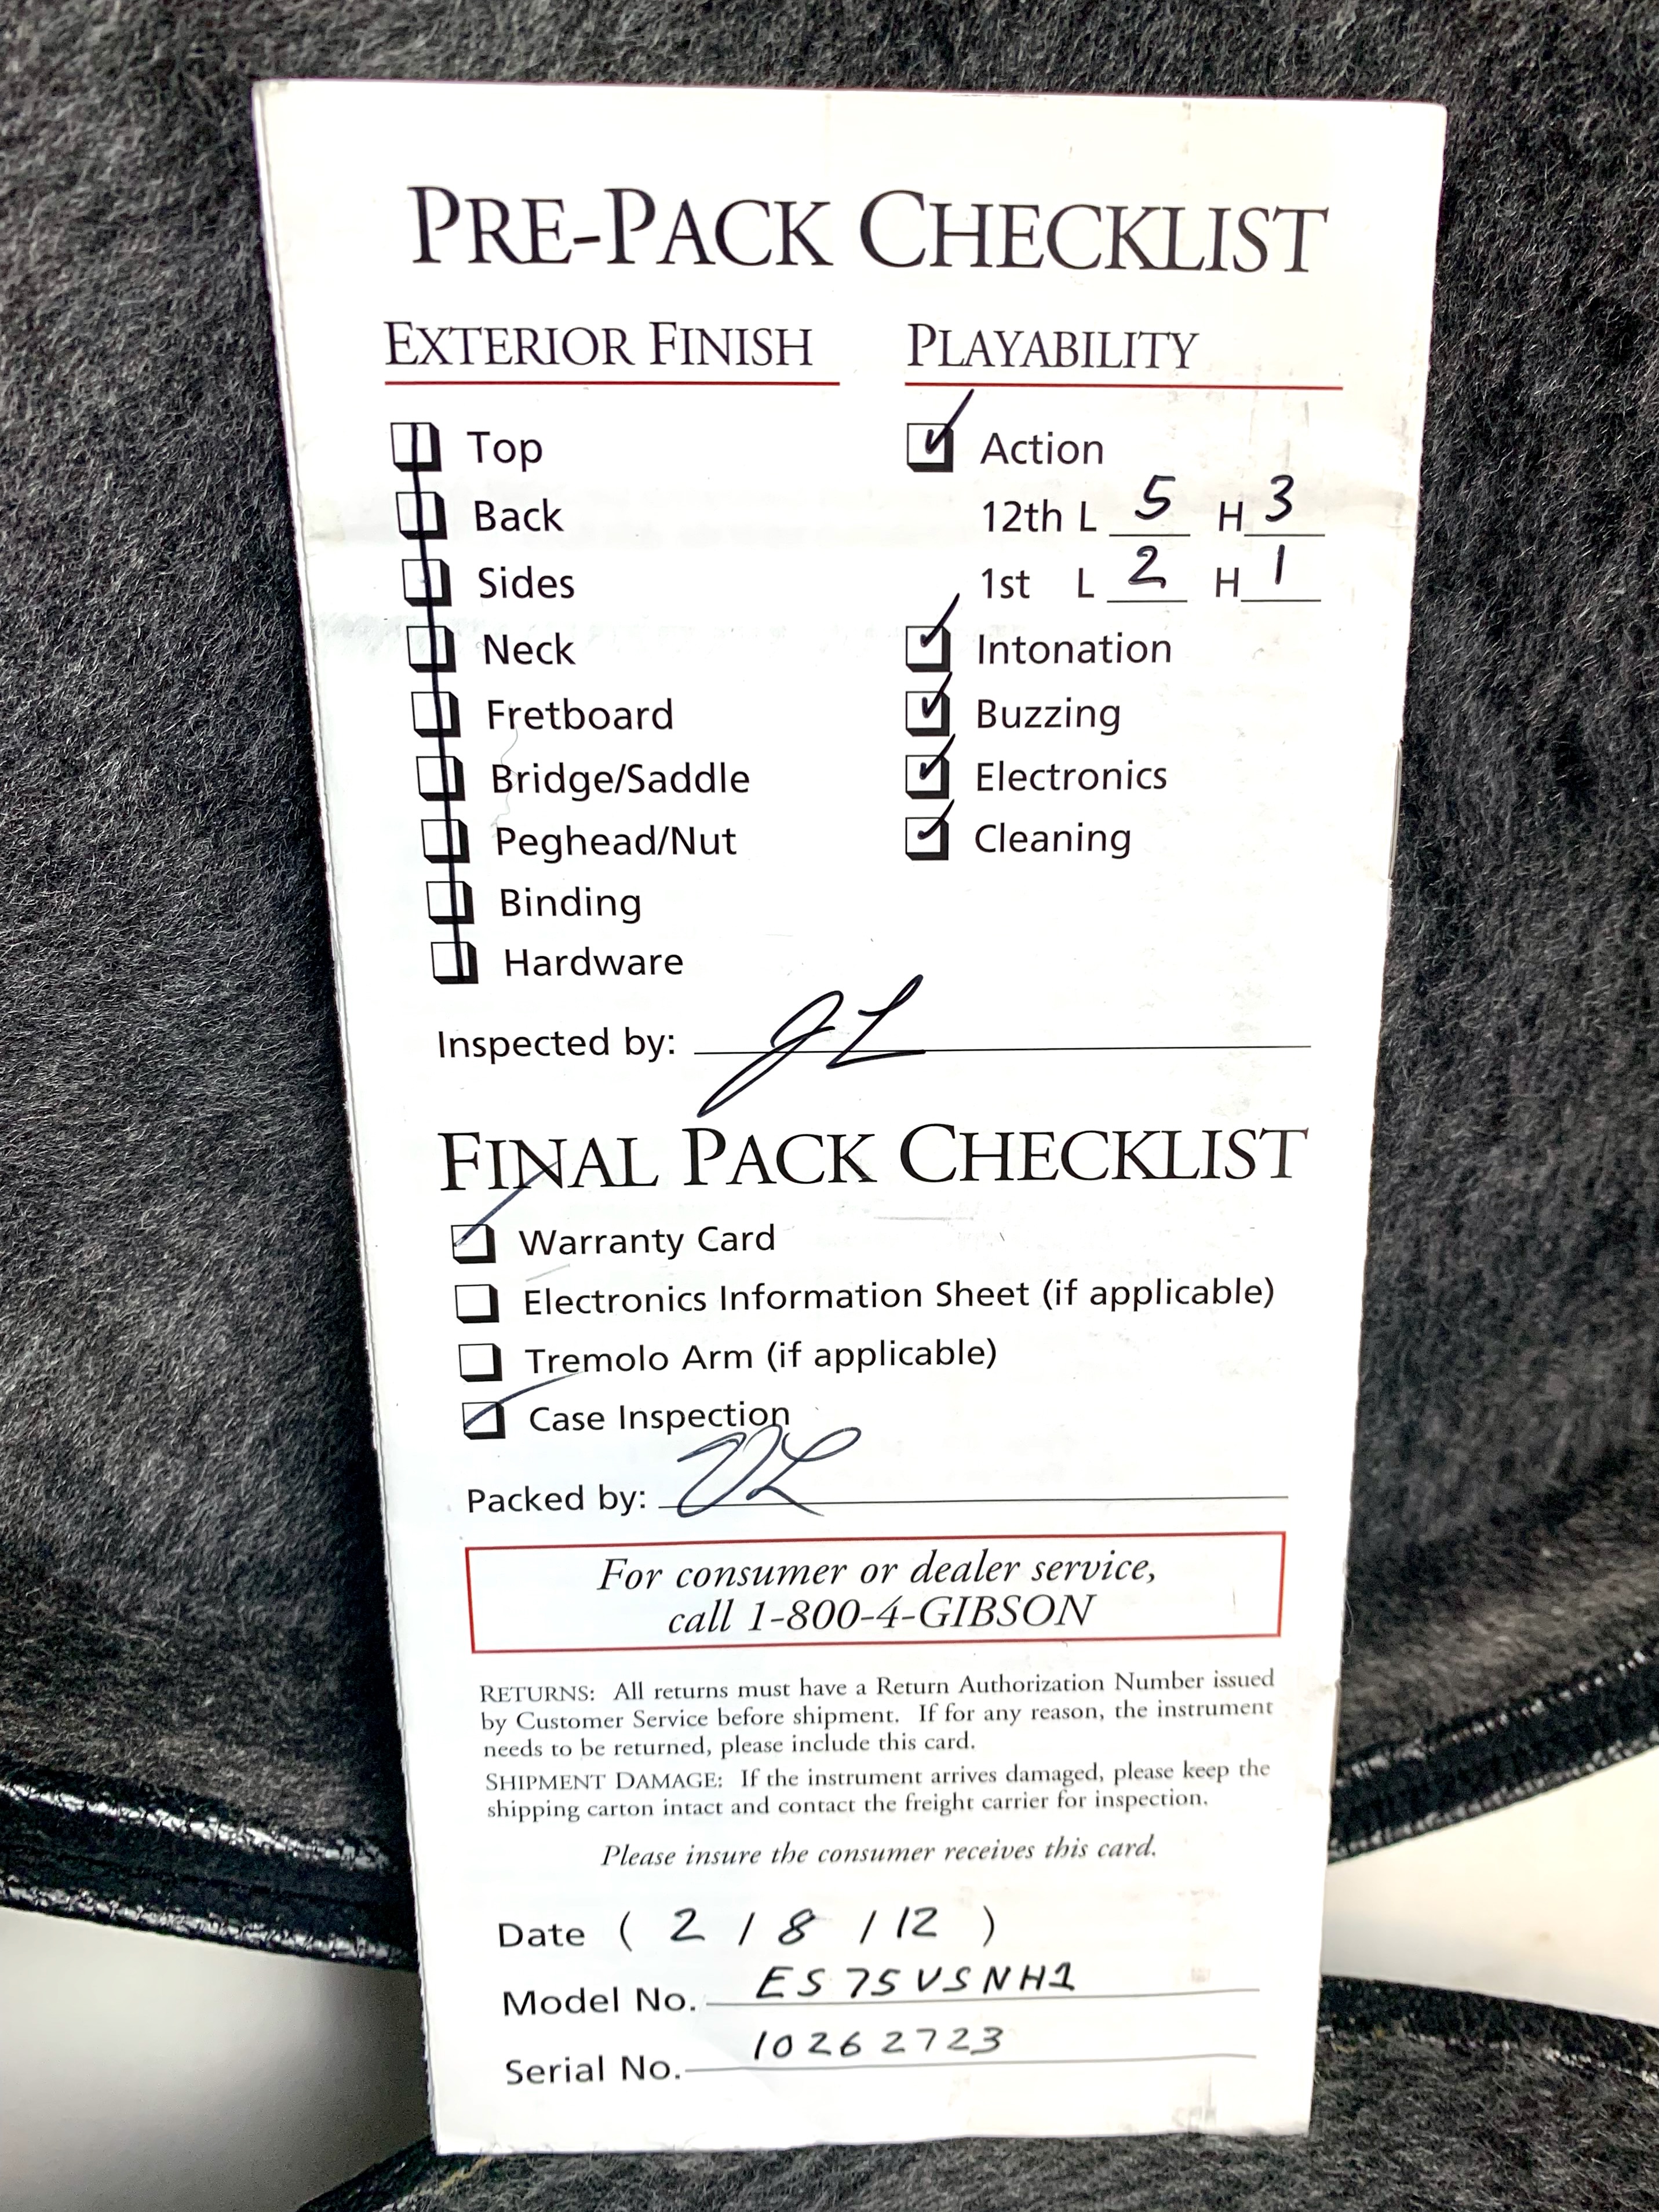 PRE-PACK CHECKLIST
EXTERIOR FINISH
Top
Back
Sides
Neck
Fretboard
Bridge/Saddle
Peghead/Nut
Binding
Hardware
PLAYABILITY
Action
12th L 5 H 3
1st L 2 H 1
Intonation
Buzzing
Electronics
Cleaning
Inspected by: JL
FINAL PACK CHECKLIST
Warranty Card
Electronics Information Sheet (if applicable)
Tremolo Arm (if applicable)
Case Inspection
Packed by:
For consumer or dealer service,
call 1-800-4-GIBSON
RETURNS: All returns must have a Return Authorization Number issued
by Customer Service before shipment. If for any reason, the instrument
needs to be returned, please include this card.
SHIPMENT DAMAGE: If the instrument arrives damaged, please keep the
shipping carton intact and contact the freight carrier for inspection.
Please insure the consumer receives this card.
Date ( 2 / 8 / 12 )
Model No. ES75VSNH1
Serial No. 10262723